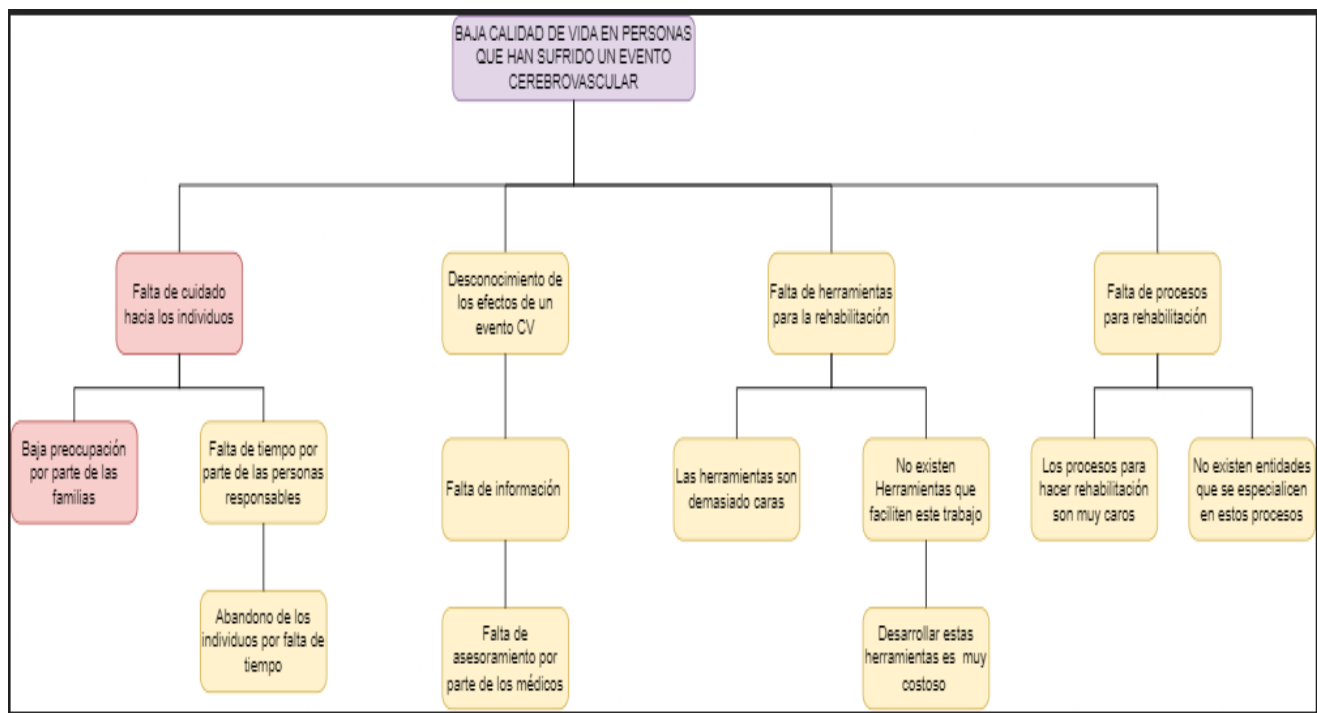 BAJA CALIDAD DE VIDA EN PERSONAS
QUE HAN SUFRIDO UN EVENTO
CEREBROVASCULAR
Falta de cuidado
hacia los individuos
Desconocimiento de
los efectos de un
evento CV
Falta de herramientas
para la rehabilitación
Falta de procesos
para rehabilitación
Baja preocupación
por parte de las
familias
Falta de tiempo por
parte de las personas
responsables
Falta de información
Las herramientas son
demasiado caras
No existen
Herramientas que
faciliten este trabajo
Los procesos para
hacer rehabilitación
son muy caros
No existen entidades
que se especialicen
en estos procesos
Abandono de los
individuos por falta de
tiempo
Falta de
asesoramiento por
parte de los médicos
Desarrollar estas
herramientas es muy
costoso